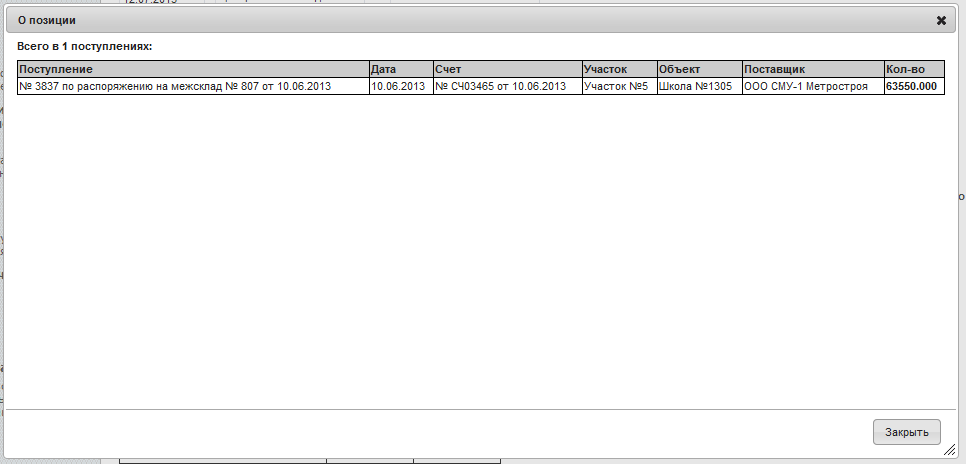 О позиции
Всего в 1 поступлениях:
Поступление Дата Счет Участок Объект Поставщик Кол-во
№ 3837 по распоряжению на межсклад № 807 от 10.06.2013 10.06.2013 № СЧ03465 от 10.06.2013 Участок №5 Школа №1305 ООО СМУ-1 Метростроя 63550.000
Закрыть